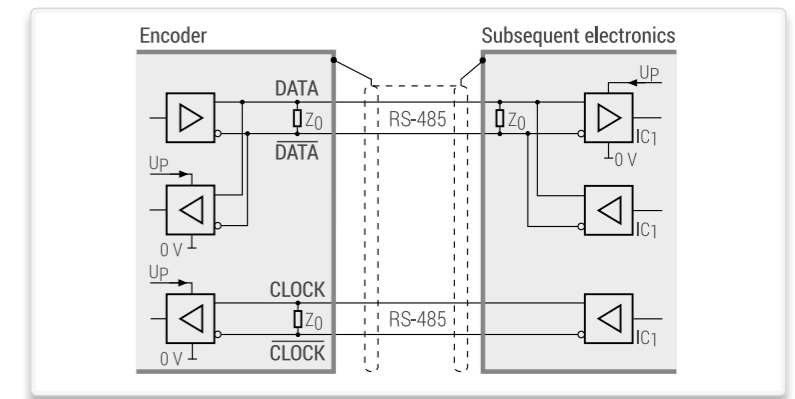 Encoder
Subsequent electronics
UP
DATA
Z0
RS-485
Z0
IC1
DATA
0 V
UP
0 V
IC1
UP
CLOCK
Z0
RS-485
CLOCK
0 V
IC1